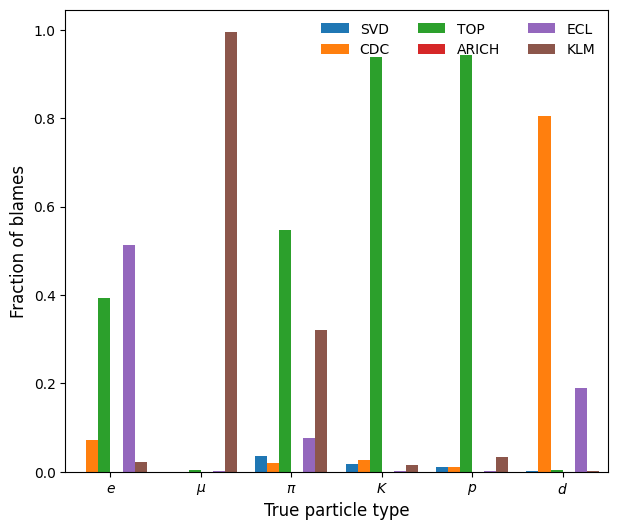 SVD TOP ECL
CDC ARICH KLM
1.0
0.8
0.6
0.4
0.2
0.0
Fraction of blames
e μ π K p d
True particle type